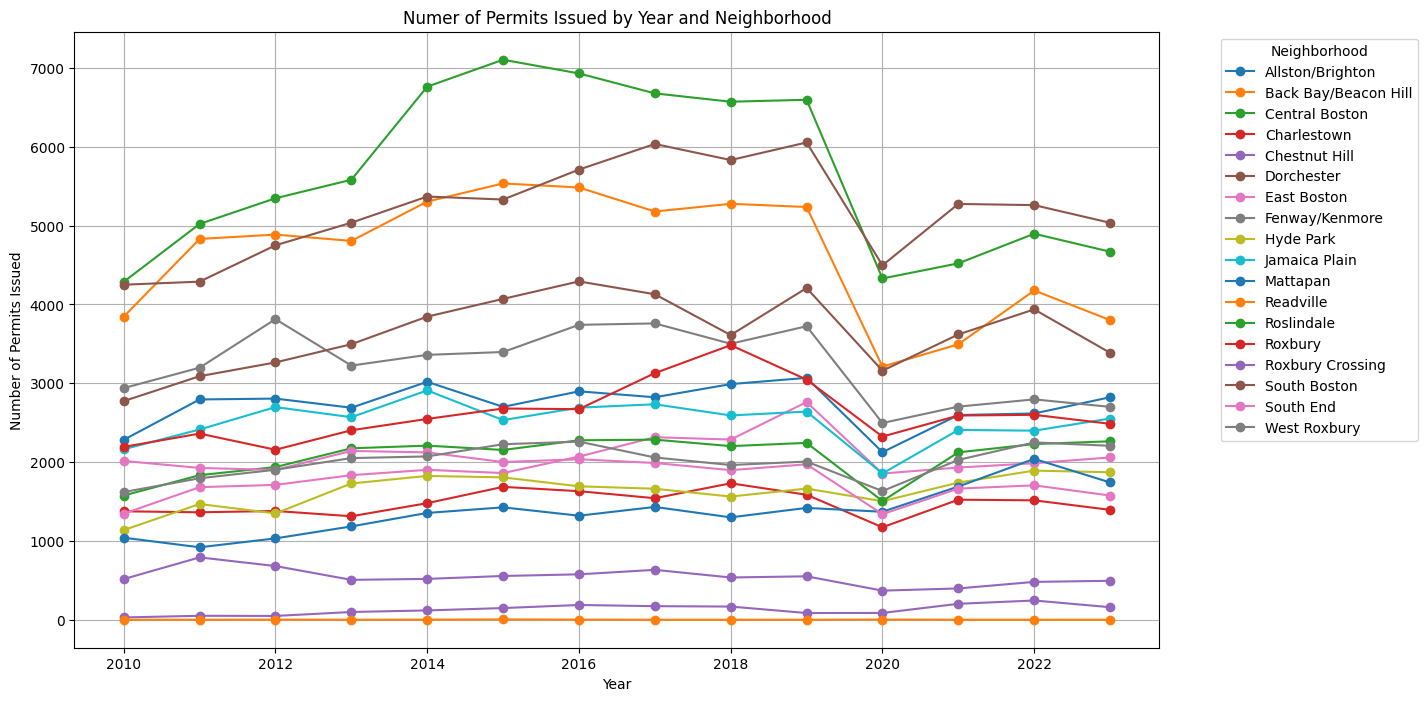 Numer of Permits Issued by Year and Neighborhood
Number of Permits Issued
7000
6000
5000
4000
3000
2000
1000
0
2010
2012
2014
2016
2018
2020
2022
Year
Neighborhood
Allston/Brighton
Back Bay/Beacon Hill
Central Boston
Charlestown
Chestnut Hill
Dorchester
East Boston
Fenway/Kenmore
Hyde Park
Jamaica Plain
Mattapan
Readville
Roslindale
Roxbury
Roxbury Crossing
South Boston
South End
West Roxbury